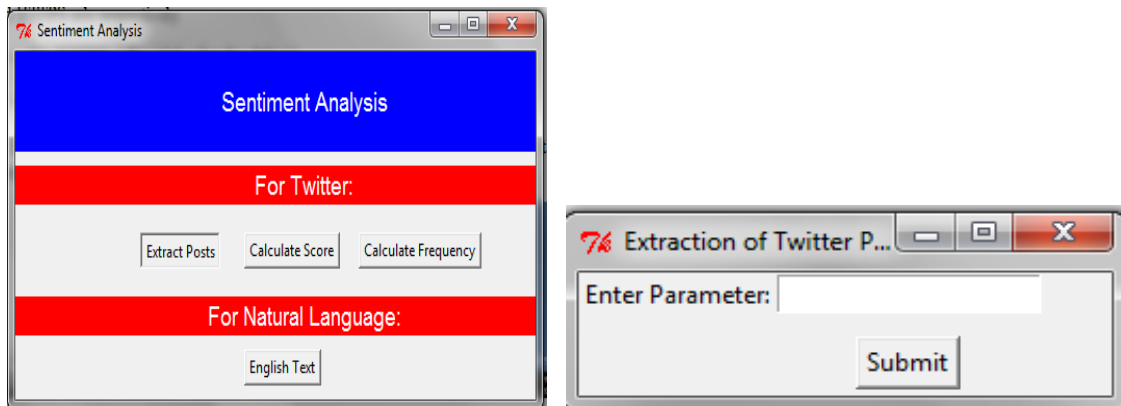 Sentiment Analysis
Sentiment Analysis
For Twitter:
Extract Posts Calculate Score Calculate Frequency
For Natural Language:
English Text
Extraction of Twitter P...
Enter Parameter:
Submit